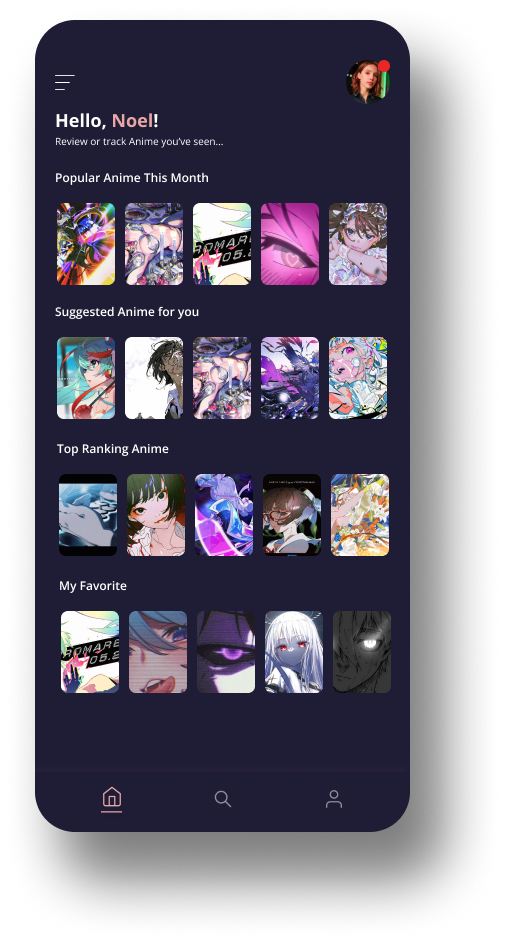 Hello, Noel!
Review or track Anime you've seen...
Popular Anime This Month
Suggested Anime for you
Top Ranking Anime
My Favorite